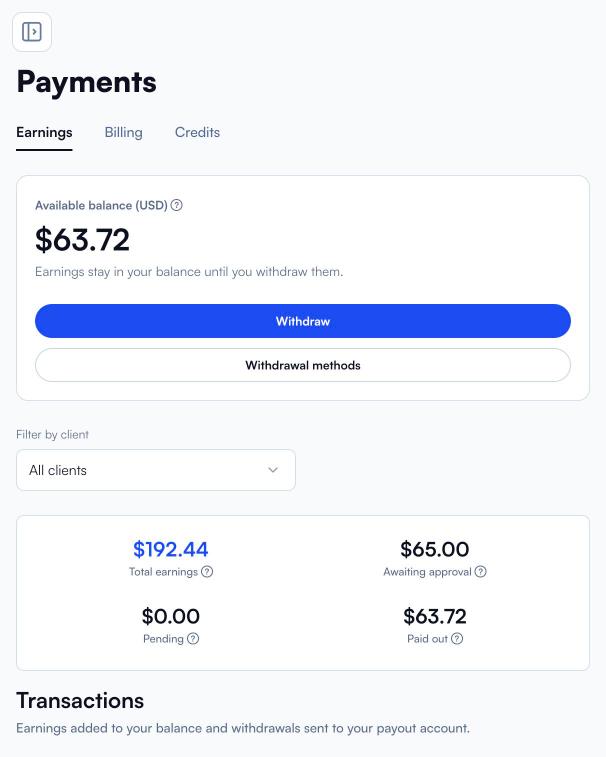 Payments
Earnings Billing Credits
Available balance (USD)
$63.72
Earnings stay in your balance until you withdraw them.
Withdraw
Withdrawal methods
Filter by client
All clients
$192.44 $65.00
Total earnings Awaiting approval
$0.00 $63.72
Pending Paid out
Transactions
Earnings added to your balance and withdrawals sent to your payout account.